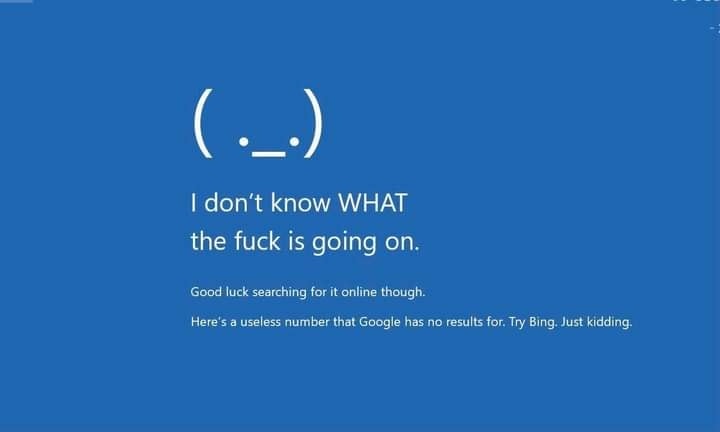 ( ._.)
I don't know WHAT
the fuck is going on.
Good luck searching for it online though.
Here's a useless number that Google has no results for. Try Bing. Just kidding.